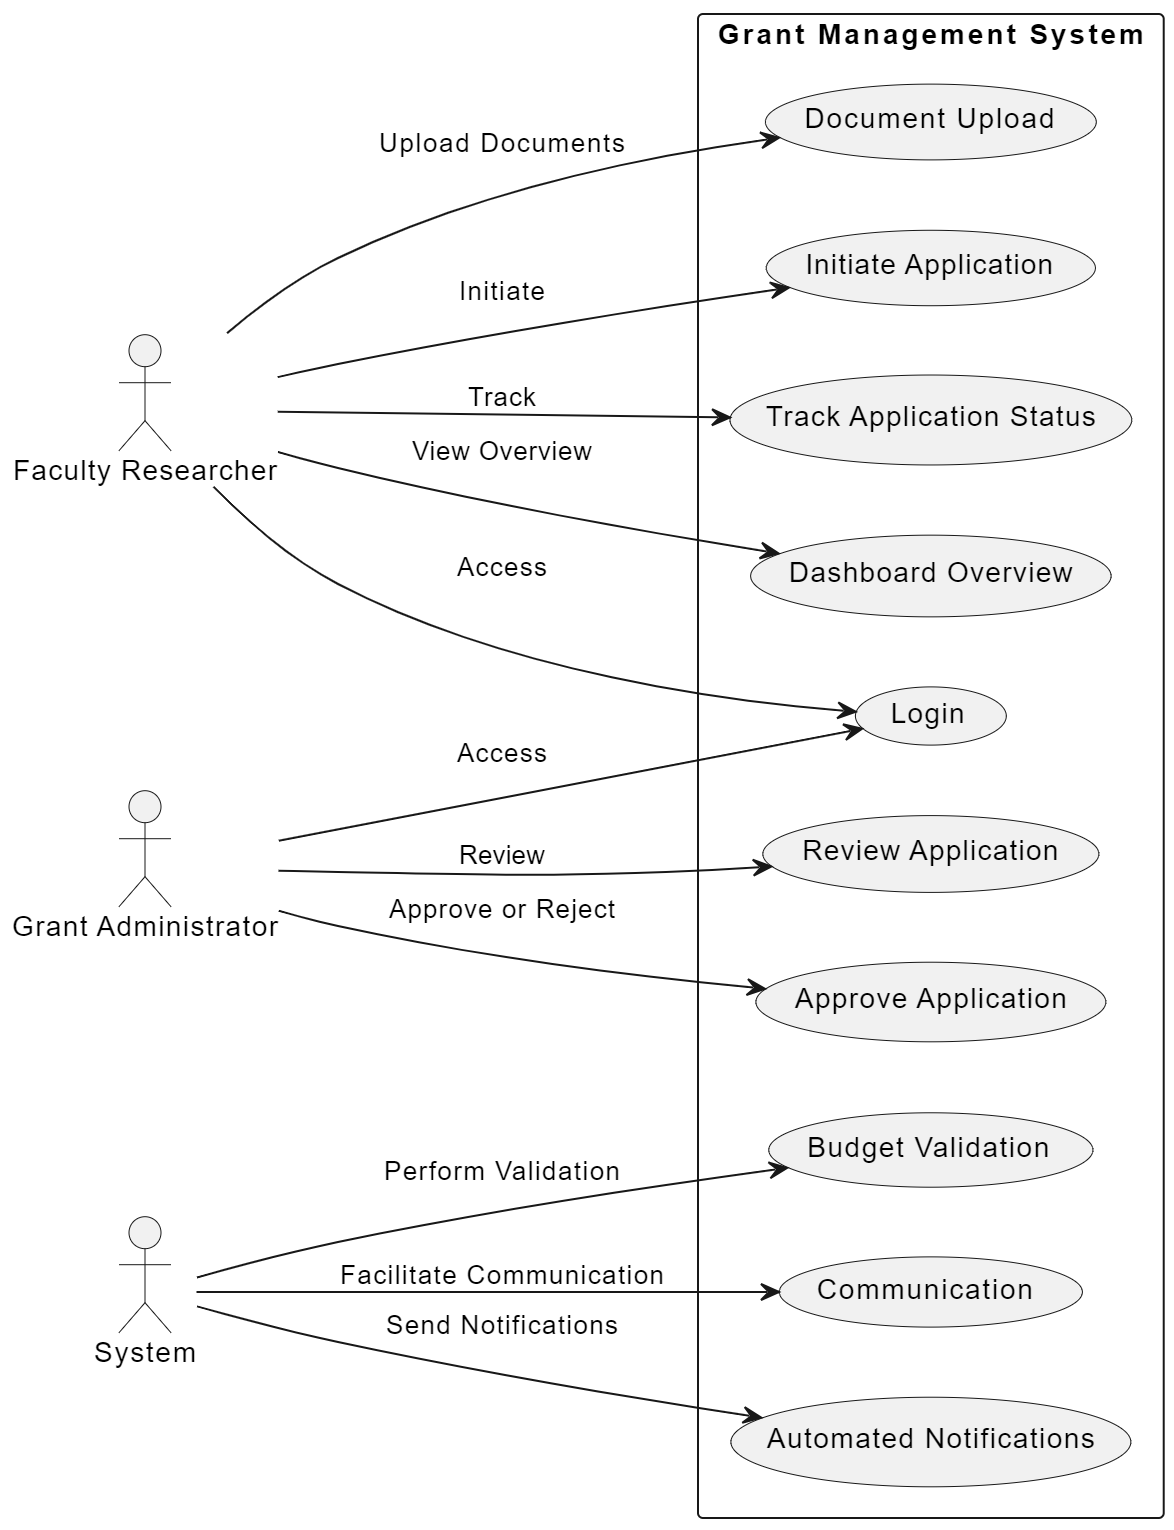 Grant Management System
Document Upload
Upload Documents
Initiate Application
Initiate
Track
Track Application Status
View Overview
Faculty Researcher
Access
Dashboard Overview
Login
Access
Review
Review Application
Approve or Reject
Grant Administrator
Approve Application
Budget Validation
Perform Validation
Facilitate Communication
Communication
Send Notifications
System
Automated Notifications